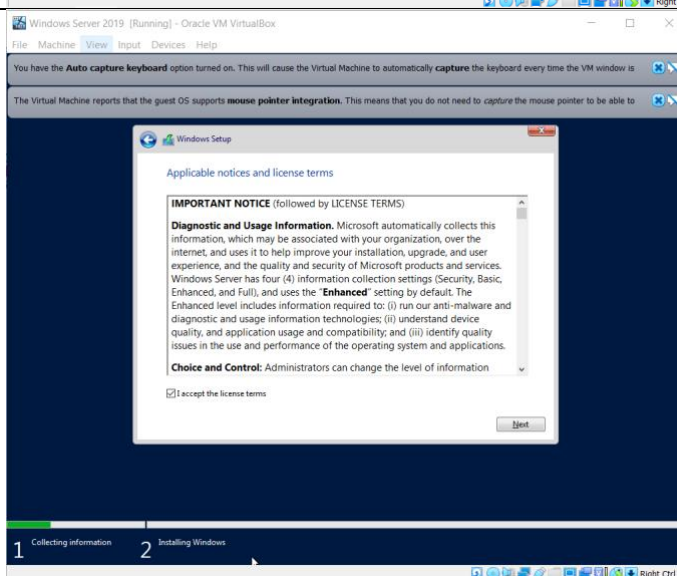 Right
Windows Server 2019 [Running] - Oracle VM VirtualBox
File Machine View Input Devices Help
You have the Auto capture keyboard option turned on. This will cause the Virtual Machine to automatically capture the keyboard every time the VM window is
The Virtual Machine reports that the guest OS supports mouse pointer integration. This means that you do not need to capture the mouse pointer to be able to
Windows Setup
Applicable notices and license terms
IMPORTANT NOTICE (followed by LICENSE TERMS)
Diagnostic and Usage Information. Microsoft automatically collects this
information, which may be associated with your organization, over the
internet, and uses it to help improve your installation, upgrade, and user
experience, and the quality and security of Microsoft products and services.
Windows Server has four (4) information collection settings (Security, Basic,
Enhanced, and Full), and uses the "Enhanced" setting by default. The
Enhanced level includes information required to: (i) run our anti-malware and
diagnostic and usage information technologies; (ii) understand device
quality, and application usage and compatibility; and (iii) identify quality
issues in the use and performance of the operating system and applications.
Choice and Control: Administrators can change the level of information
I accept the license terms
Next
1 Collecting information 2 Installing Windows
Right Ctrl